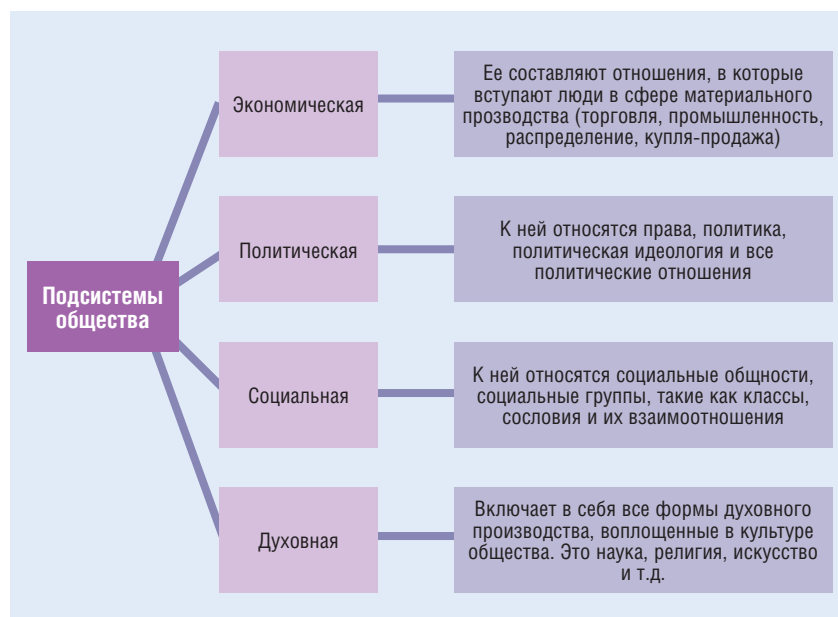 Экономическая
Ее составляют отношения, в которые
вступают люди в сфере материального
прозводства (торговля, промышленность,
распределение, купля-продажа)
Политическая
К ней относятся права, политика,
политическая идеология и все
политические отношения
Подсистемы
общества
Социальная
К ней относятся социальные общности,
социальные группы, такие как классы,
сословия и их взаимоотношения
Духовная
Включает в себя все формы духовного
производства, воплощенные в культуре
общества. Это наука, религия, искусство
и т.д.